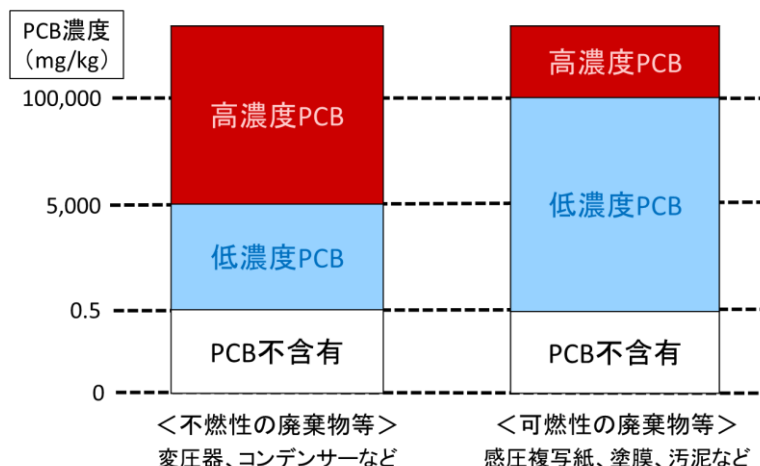 PCB濃度
（mg/kg）
100,000
5,000
0.5
0
高濃度PCB
低濃度PCB
PCB不含有
高濃度PCB
低濃度PCB
PCB不含有
＜不燃性の廃棄物等＞
変圧器、コンデンサーなど
＜可燃性の廃棄物等＞
感圧複写紙、塗膜、汚泥など